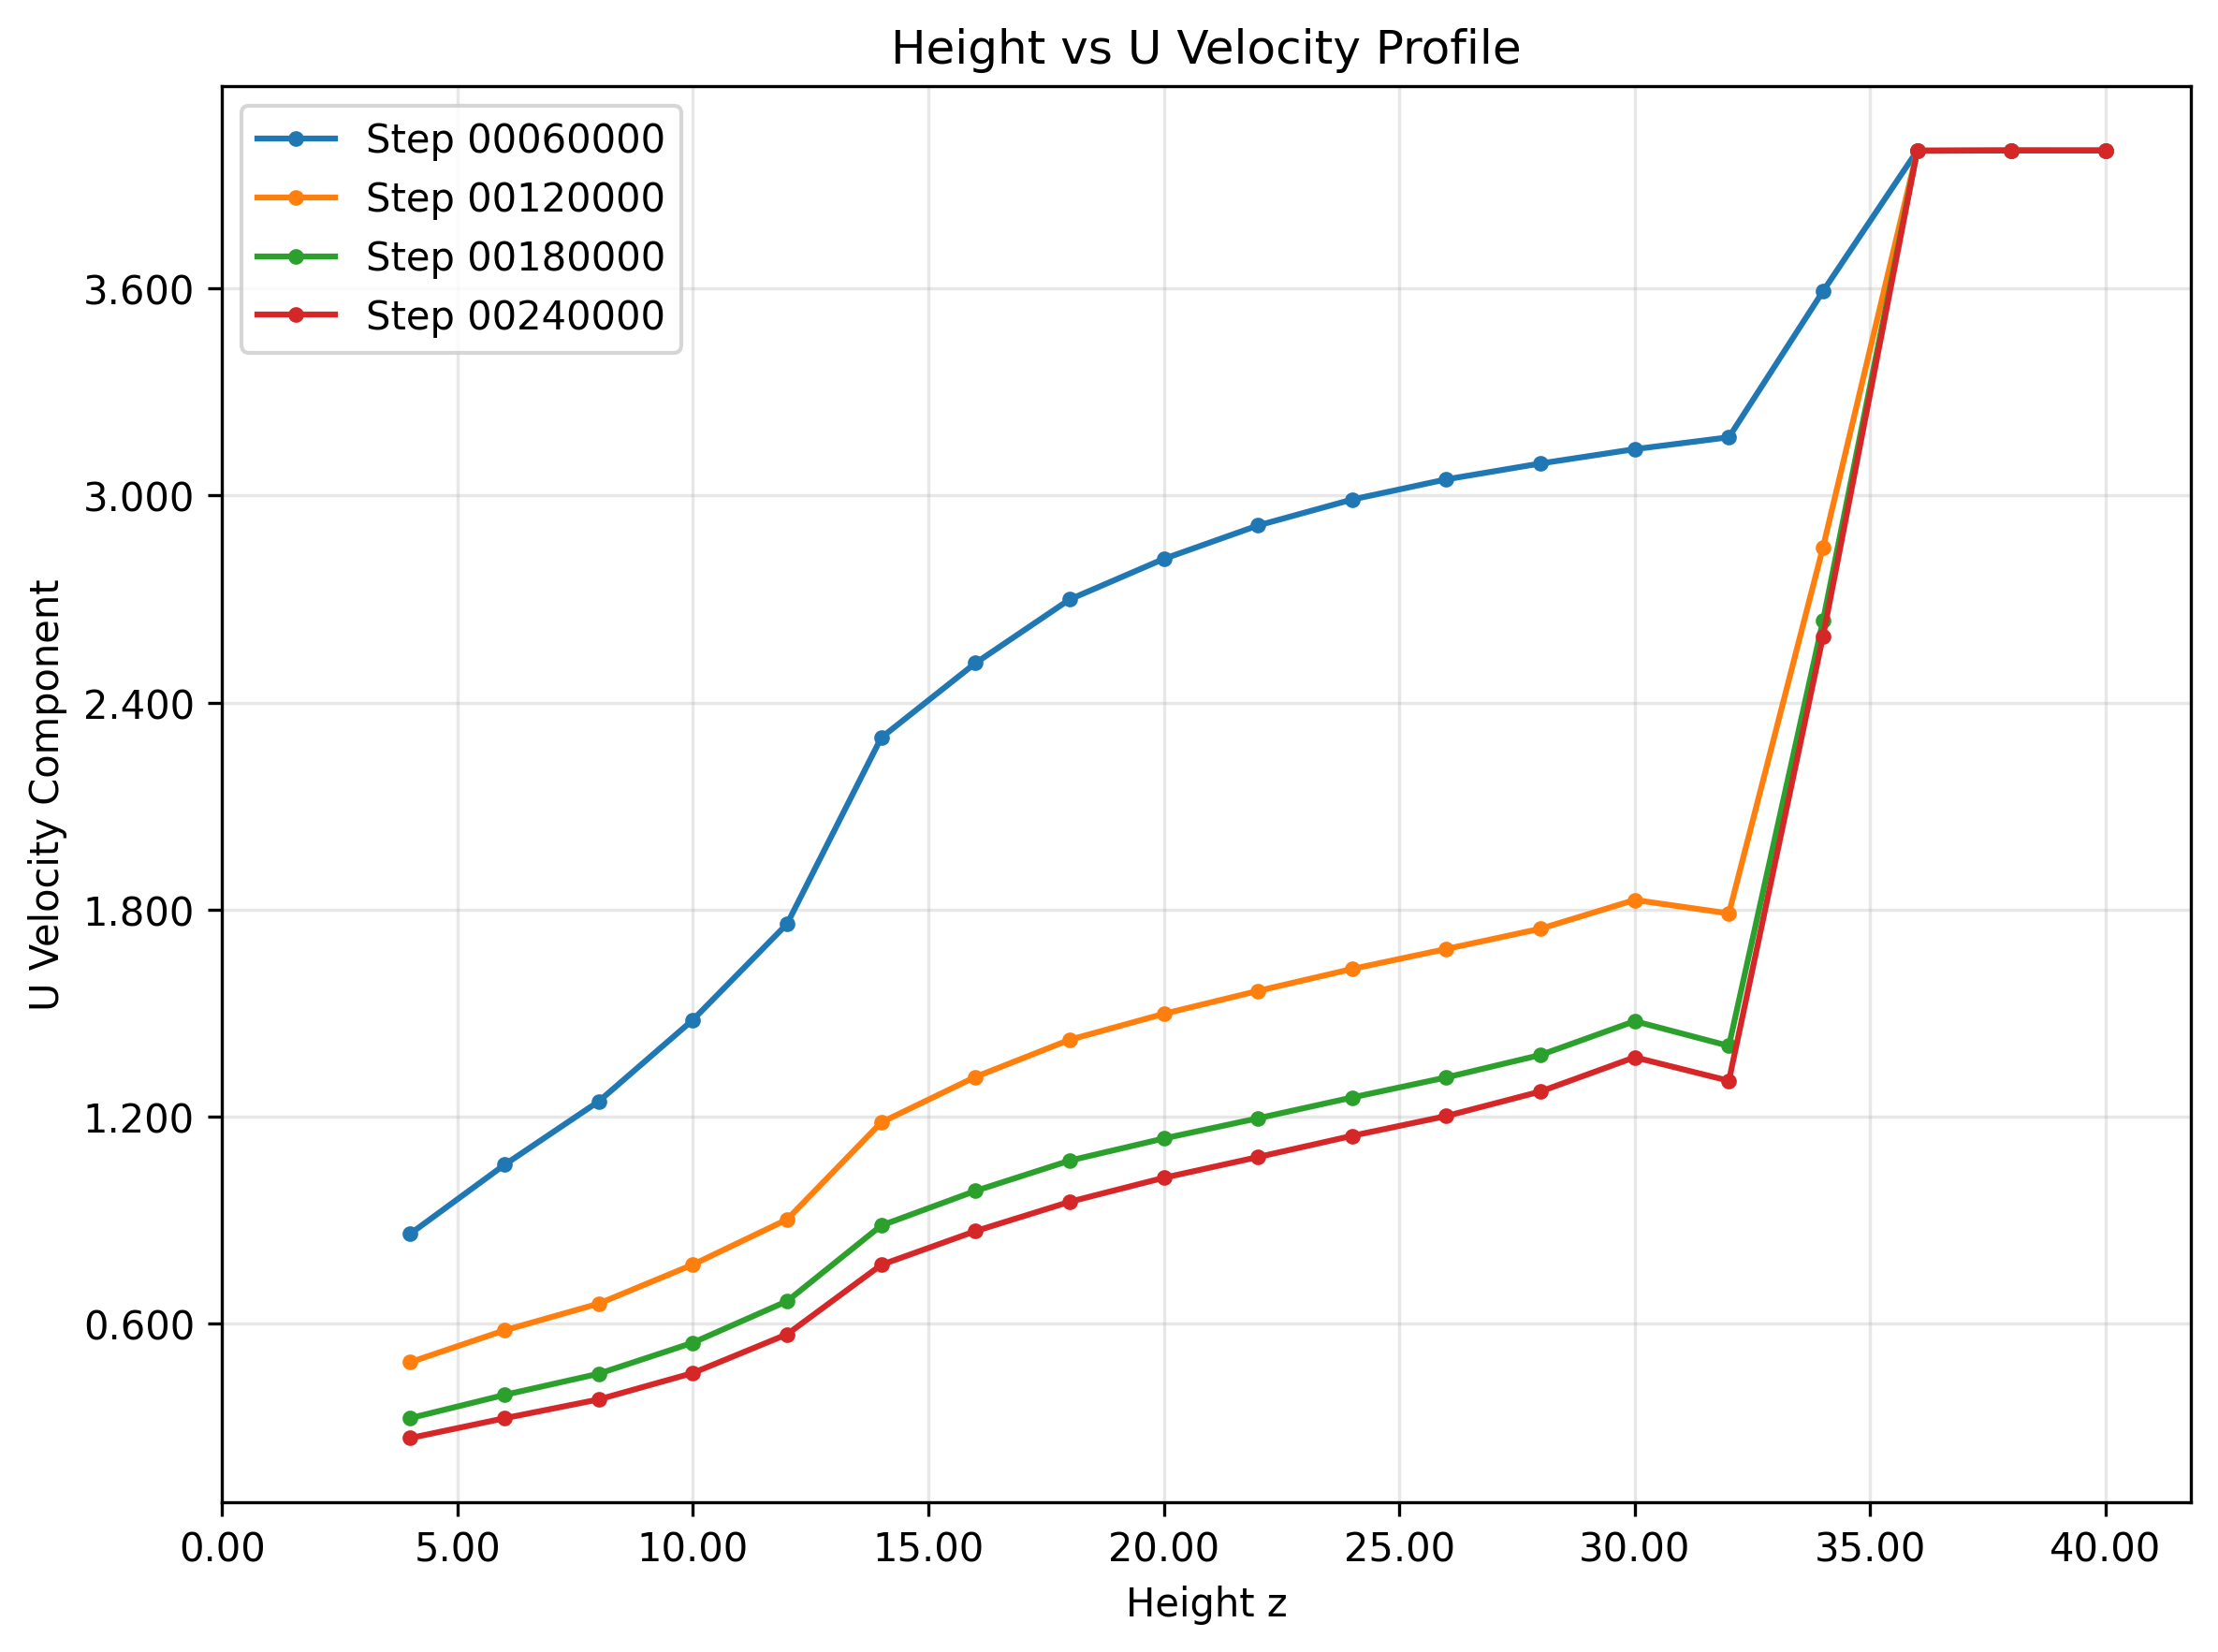 Height vs U Velocity Profile
Step 00060000
Step 00120000
Step 00180000
Step 00240000
3.600
3.000
2.400
1.800
1.200
0.600
U Velocity Component
0.00 5.00 10.00 15.00 20.00 25.00 30.00 35.00 40.00
Height z